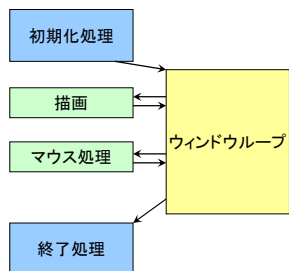 初期化処理
描画
ウィンドウループ
マウス処理
終了処理